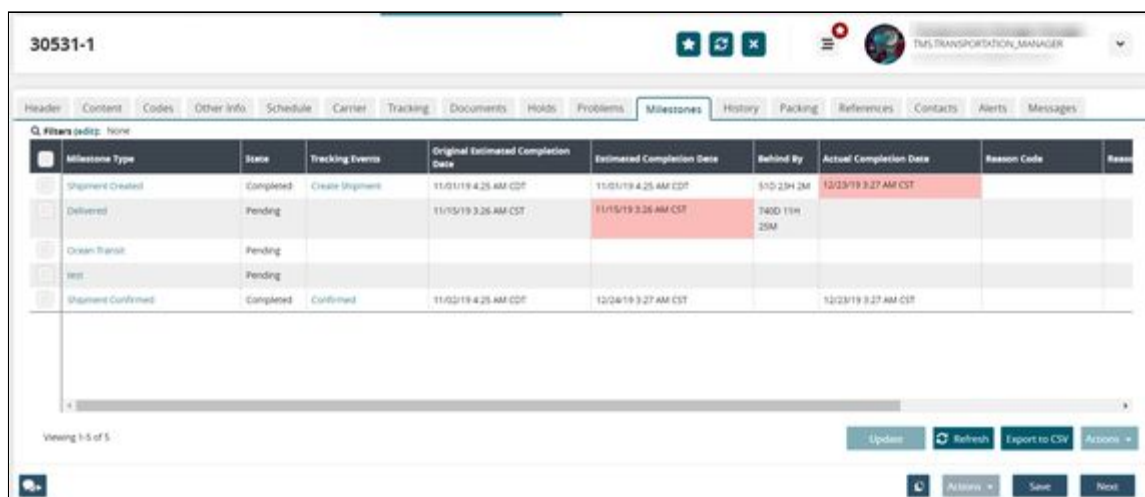 30531-1
TMS.TRANSPORTATION_MANAGER
Header Content Codes Other Info Schedule Carrier Tracking Documents Holds Problems Milestones History Packing References Contacts Alerts Messages
Filters (edit): None
Milestone Type State Tracking Events Original Estimated Completion Date Estimated Completion Date Behind By Actual Completion Date Reason Code Reaso
Shipment Created Completed Create Shipment 11/01/19 4:25 AM CDT 11/01/19 4:25 AM CDT 51D 23H 2M 12/23/19 3:27 AM CST
Delivered Pending 11/15/19 3:26 AM CST 11/15/19 3:26 AM CST 740D 11H 25M
Ocean Transit Pending
test Pending
Shipment Confirmed Completed Confirmed 11/02/19 4:25 AM CDT 12/24/19 3:27 AM CST 12/23/19 3:27 AM CST
Viewing 1-5 of 5
Update Refresh Export to CSV Actions
Actions Save Next